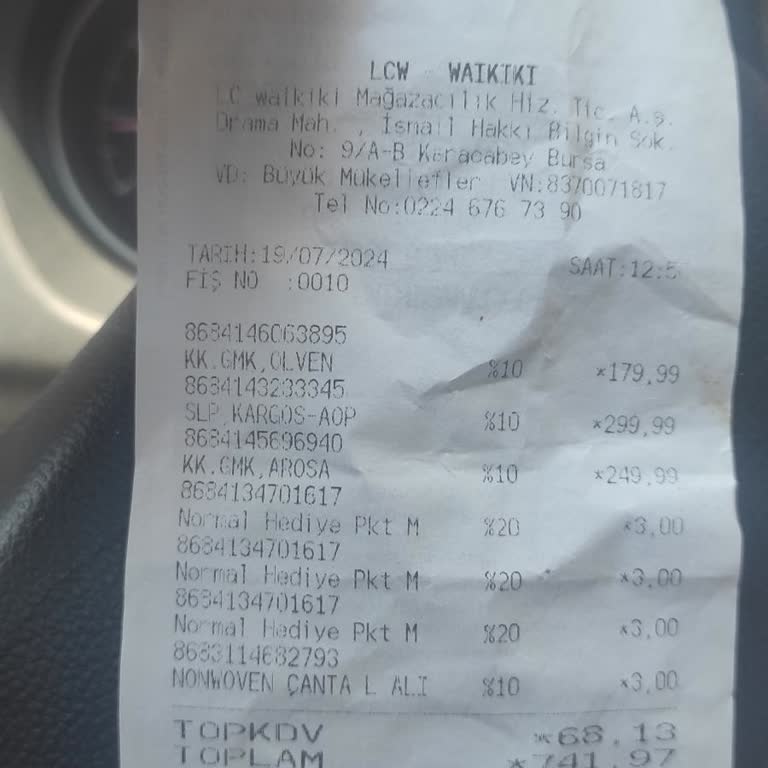 LCW WAIKIKI
LC Waikiki Mağazacılık Hiz. Tic. A.ş.
Drama Mah. , İsmail Hakkı Bilgin Sok.
No: 9/A-B Karacabey Bursa
VD: Büyük Mükellefler VN:8370071817
Tel No:0224 676 73 90
TARİH:19/07/2024 SAAT:12:5
FİŞ NO :0010
8684146063895
KK.GMK,OLVEN %10 *179,99
8684143233345
SLP,KARGOS-AOP %10 *299,99
8684145696940
KK.GMK,AROSA %10 *249,99
8684134701617
Normal Hediye Pkt M %20 *3,00
8684134701617
Normal Hediye Pkt M %20 *3,00
8684134701617
Normal Hediye Pkt M %20 *3,00
8683114682793
NONWOVEN ÇANTA L ALI %10 *3,00
TOPKDV *68,13
TOPLAM *741,97